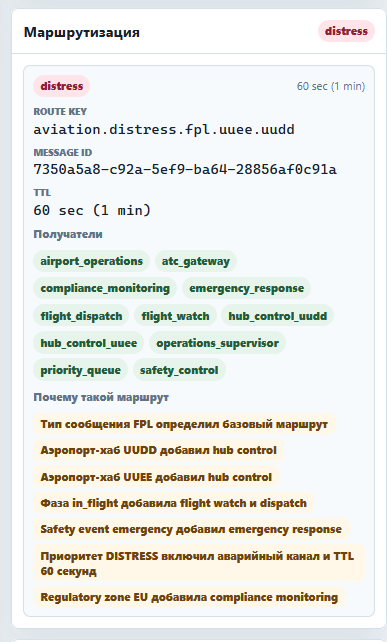 Маршрутизация
distress
distress
60 sec (1 min)
ROUTE KEY
aviation.distress.fpl.uuee.uudd
MESSAGE ID
7350a5a8-c92a-5ef9-ba64-28856af0c91a
TTL
60 sec (1 min)
Получатели
airport_operations atc_gateway
compliance_monitoring emergency_response
flight_dispatch flight_watch hub_control_uudd
hub_control_uuee operations_supervisor
priority_queue safety_control
Почему такой маршрут
Тип сообщения FPL определил базовый маршрут
Аэропорт-хаб UUDD добавил hub control
Аэропорт-хаб UUEE добавил hub control
Фаза in_flight добавила flight watch и dispatch
Safety event emergency добавил emergency response
Приоритет DISTRESS включил аварийный канал и TTL
60 секунд
Regulatory zone EU добавила compliance monitoring